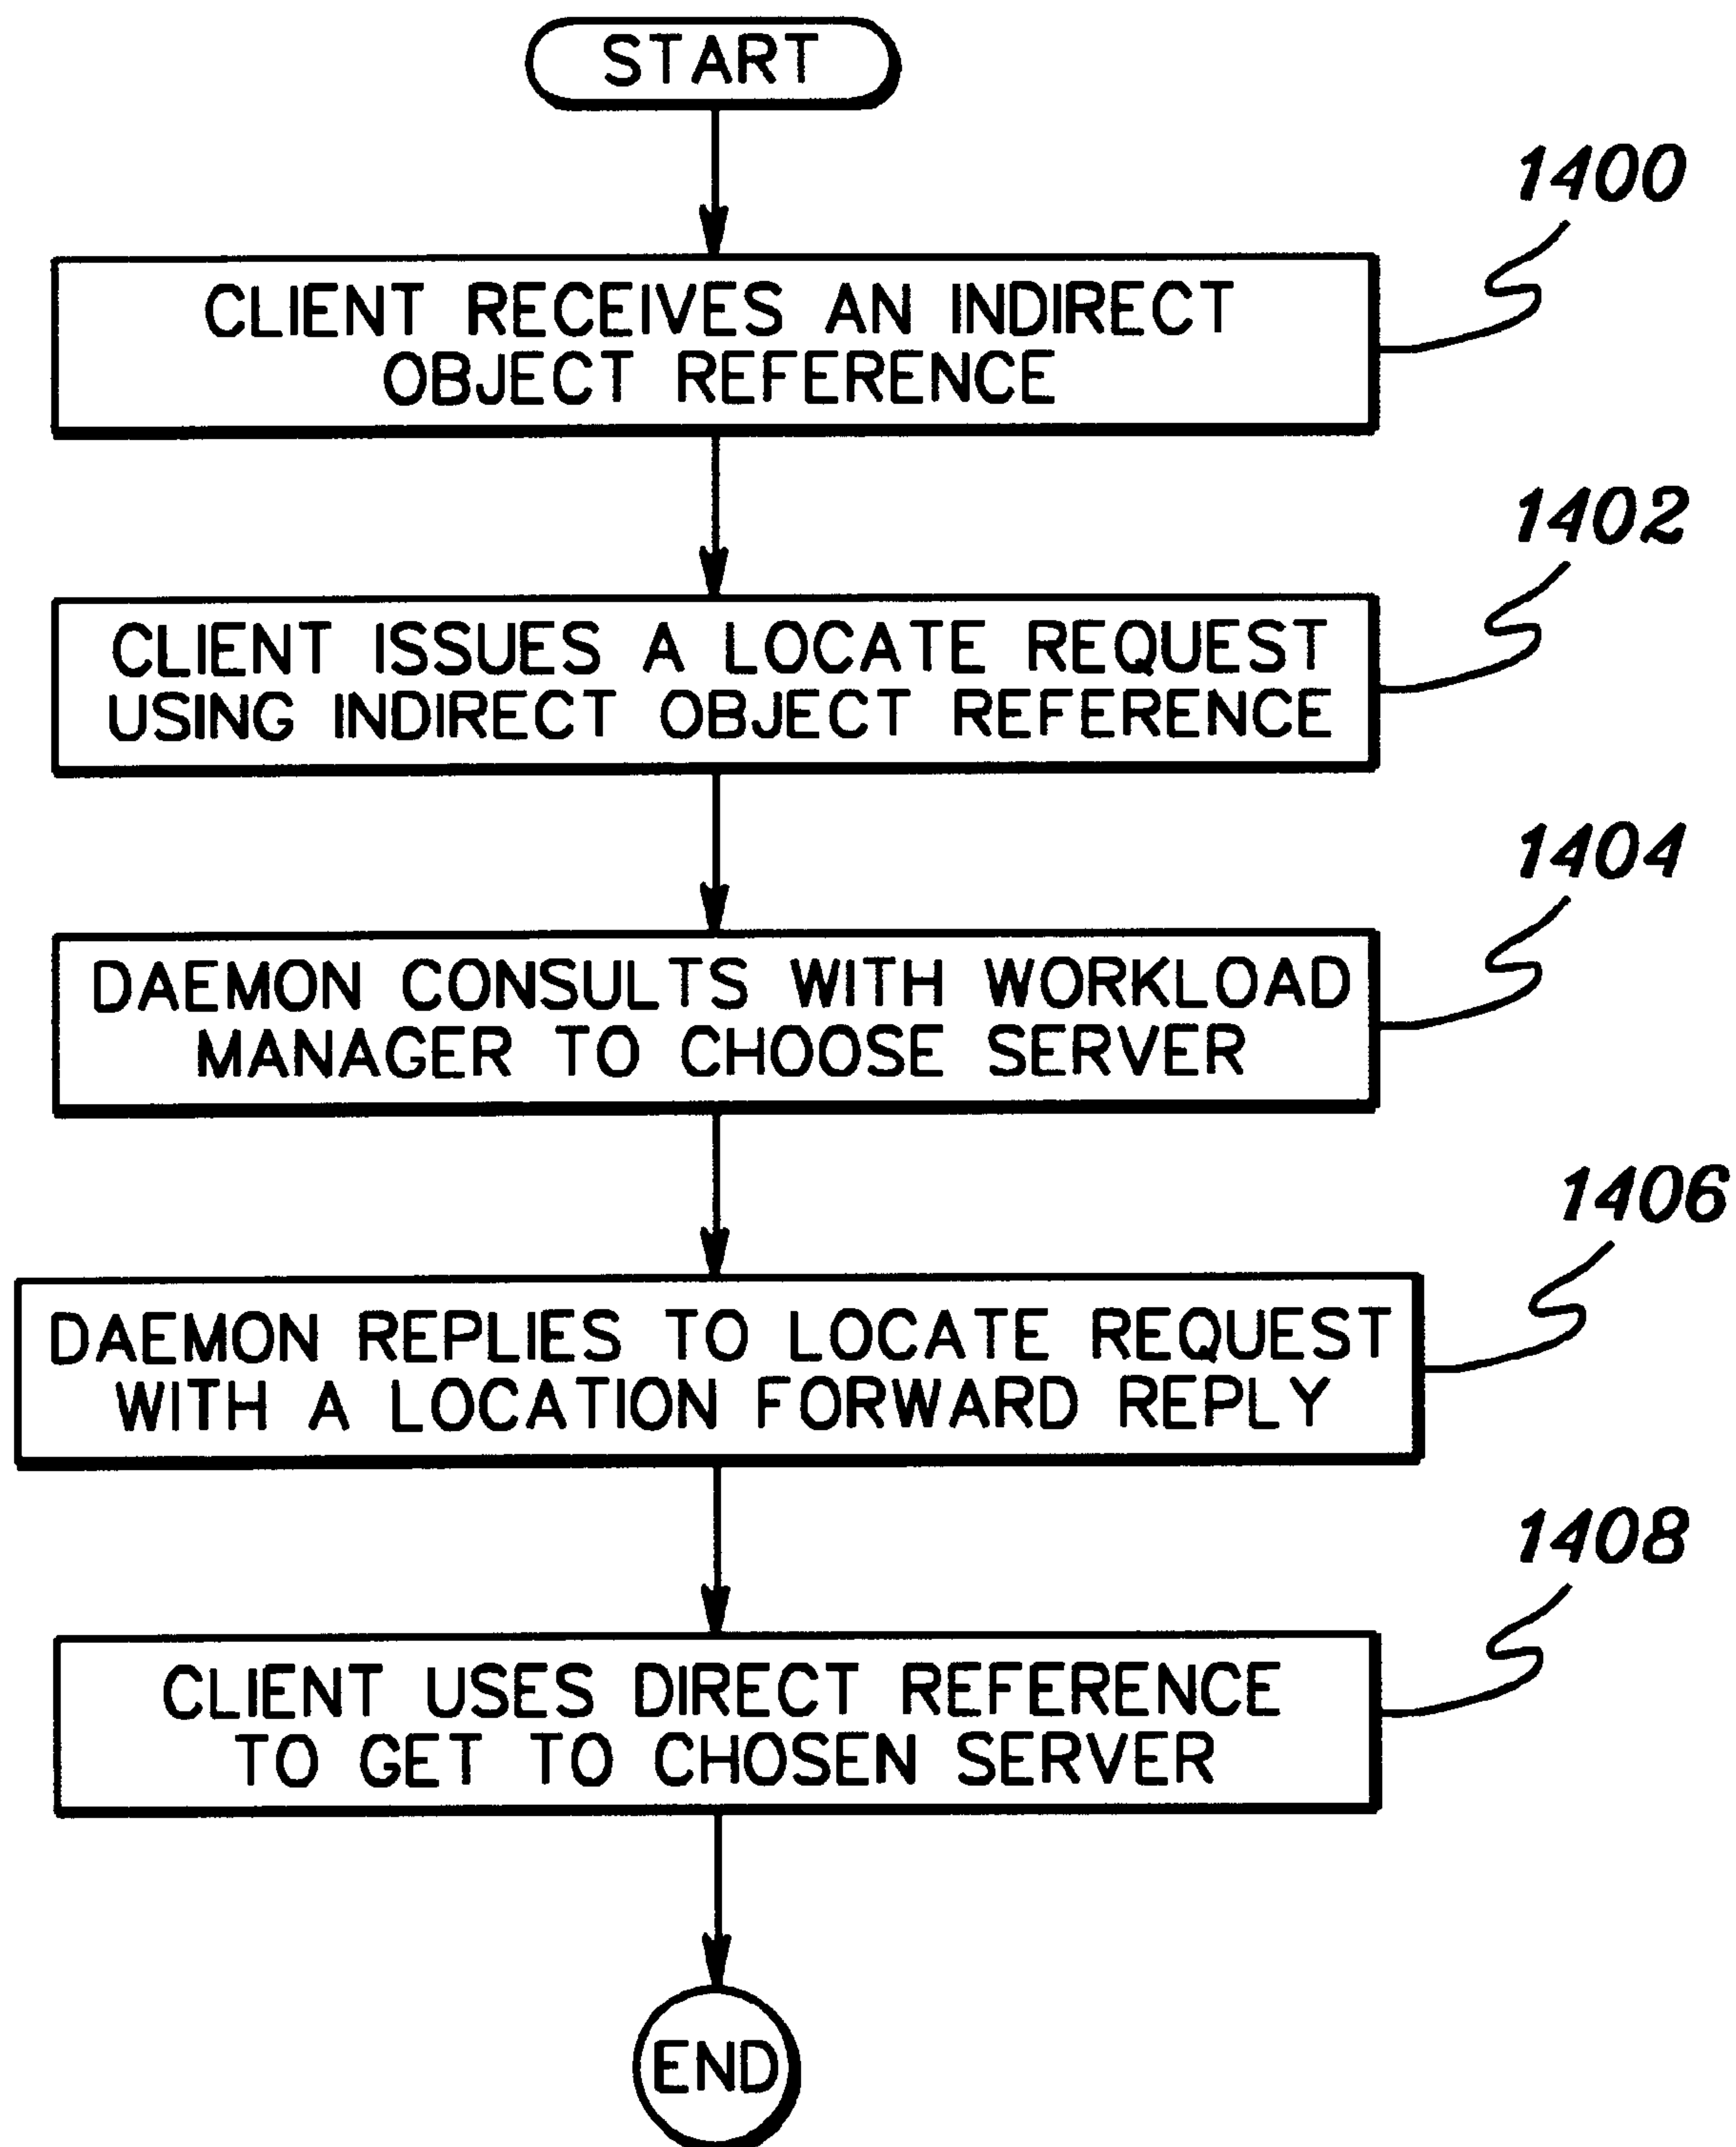 START
1400
CLIENT RECEIVES AN INDIRECT
OBJECT REFERENCE
1402
CLIENT ISSUES A LOCATE REQUEST
USING INDIRECT OBJECT REFERENCE
1404
DAEMON CONSULTS WITH WORKLOAD
MANAGER TO CHOOSE SERVER
1406
DAEMON REPLIES TO LOCATE REQUEST
WITH A LOCATION FORWARD REPLY
1408
CLIENT USES DIRECT REFERENCE
TO GET TO CHOSEN SERVER
END